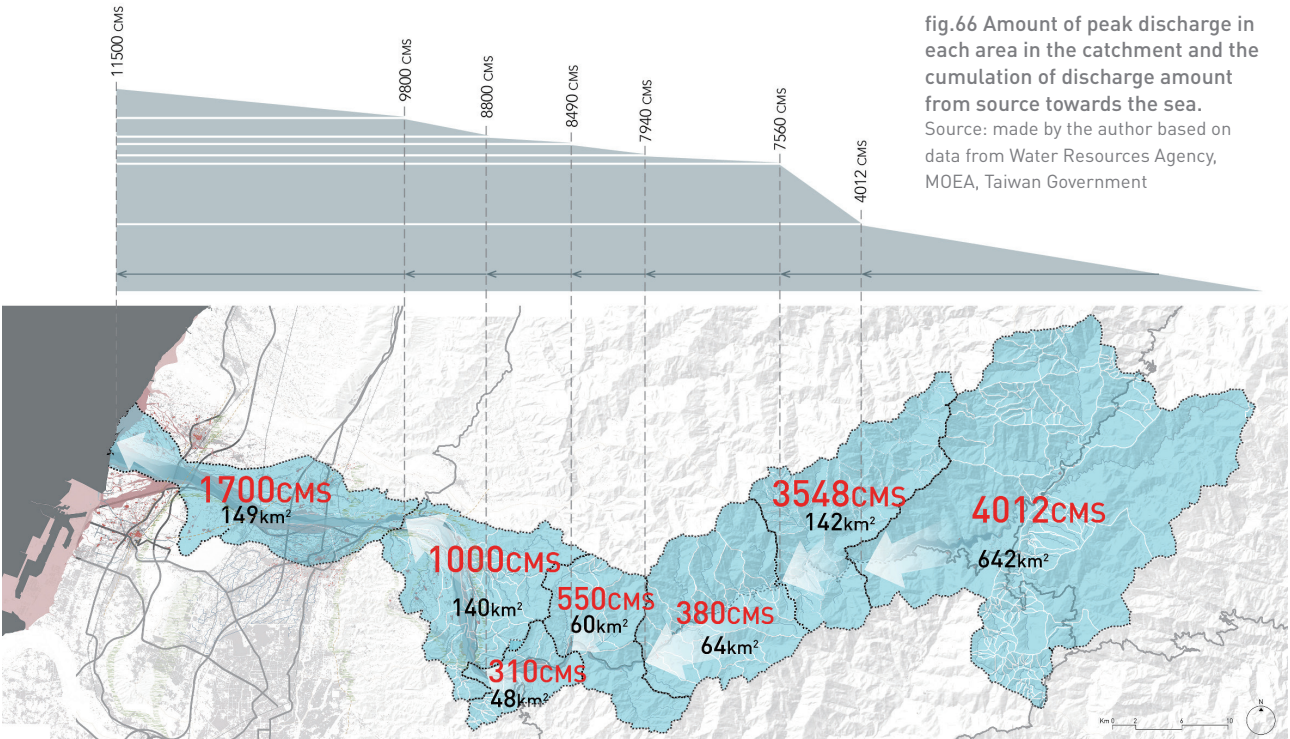 11500 CMS
9800 CMS
8800 CMS
8490 CMS
7940 CMS
7560 CMS
4012 CMS
fig.66 Amount of peak discharge in
each area in the catchment and the
cumulation of discharge amount
from source towards the sea.
Source: made by the author based on
data from Water Resources Agency,
MOEA, Taiwan Government
1700CMS
149km²
1000CMS
140km²
550CMS
60km²
310CMS
48km²
380CMS
64km²
3548CMS
142km²
4012CMS
642km²
Km 0 2 6 10
N